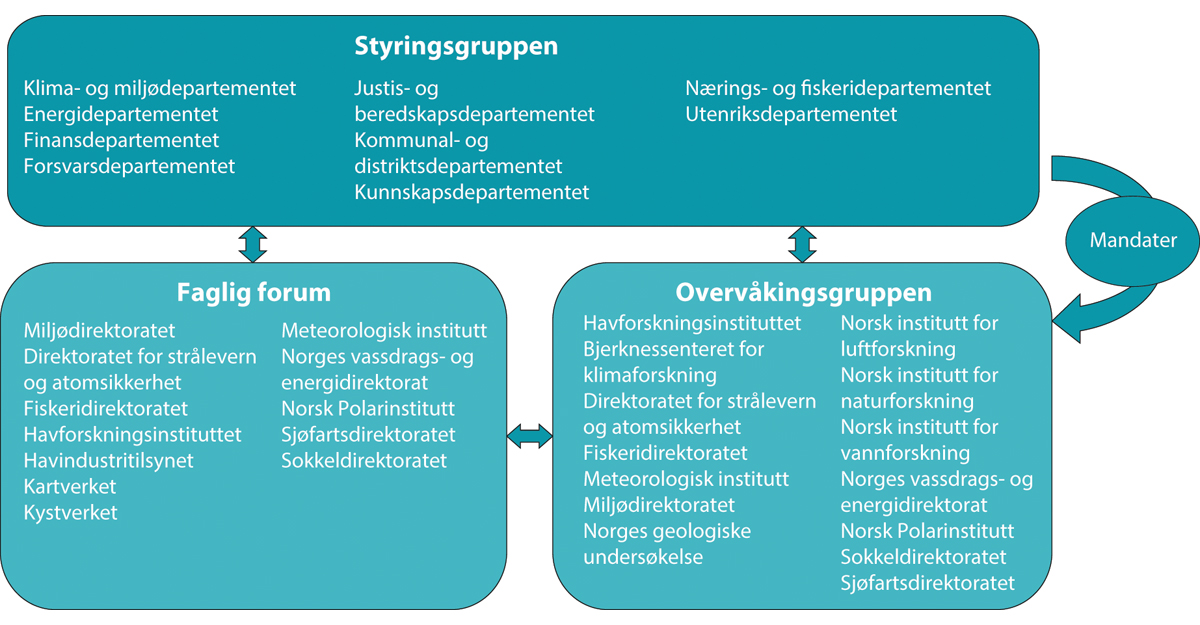 Styringsgruppen
Klima- og miljødepartementet
Energidepartementet
Finansdepartementet
Forsvarsdepartementet
Justis- og
beredskapsdepartementet
Kommunal- og
distriktsdepartementet
Kunnskapsdepartementet
Nærings- og fiskeridepartementet
Utenriksdepartementet
Mandater
Faglig forum
Miljødirektoratet
Direktoratet for strålevern
og atomsikkerhet
Fiskeridirektoratet
Havforskningsinstituttet
Havindustritilsynet
Kartverket
Kystverket
Meteorologisk institutt
Norges vassdrags- og
energidirektorat
Norsk Polarinstitutt
Sjøfartsdirektoratet
Sokkeldirektoratet
Overvåkingsgruppen
Havforskningsinstituttet
Bjerknessenteret for
klimaforskning
Direktoratet for strålevern
og atomsikkerhet
Fiskeridirektoratet
Meteorologisk institutt
Miljødirektoratet
Norges geologiske
undersøkelse
Norsk institutt for
luftforskning
Norsk institutt for
naturforskning
Norsk institutt for
vannforskning
Norges vassdrags- og
energidirektorat
Norsk Polarinstitutt
Sokkeldirektoratet
Sjøfartsdirektoratet